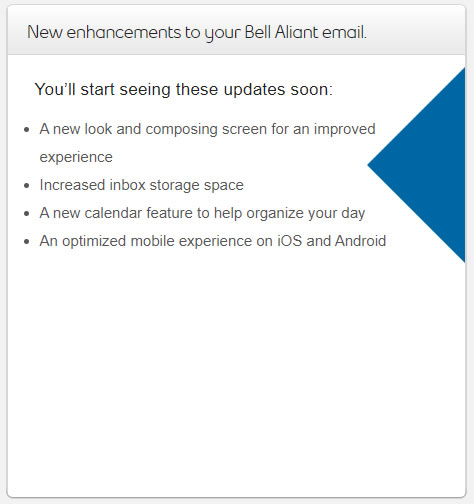 New enhancements to your Bell Aliant email.
You’ll start seeing these updates soon:
• A new look and composing screen for an improved
experience
• Increased inbox storage space
• A new calendar feature to help organize your day
• An optimized mobile experience on iOS and Android